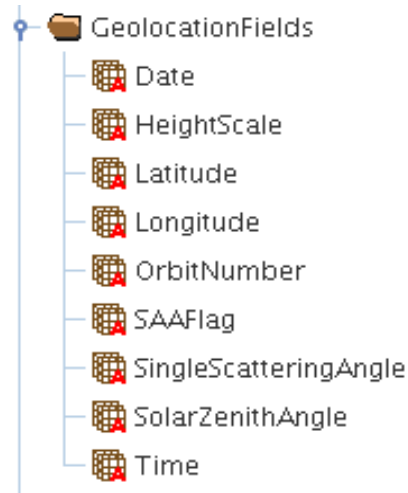 GeolocationFields
Date
HeightScale
Latitude
Longitude
OrbitNumber
SAAFlag
SingleScatteringAngle
SolarZenithAngle
Time